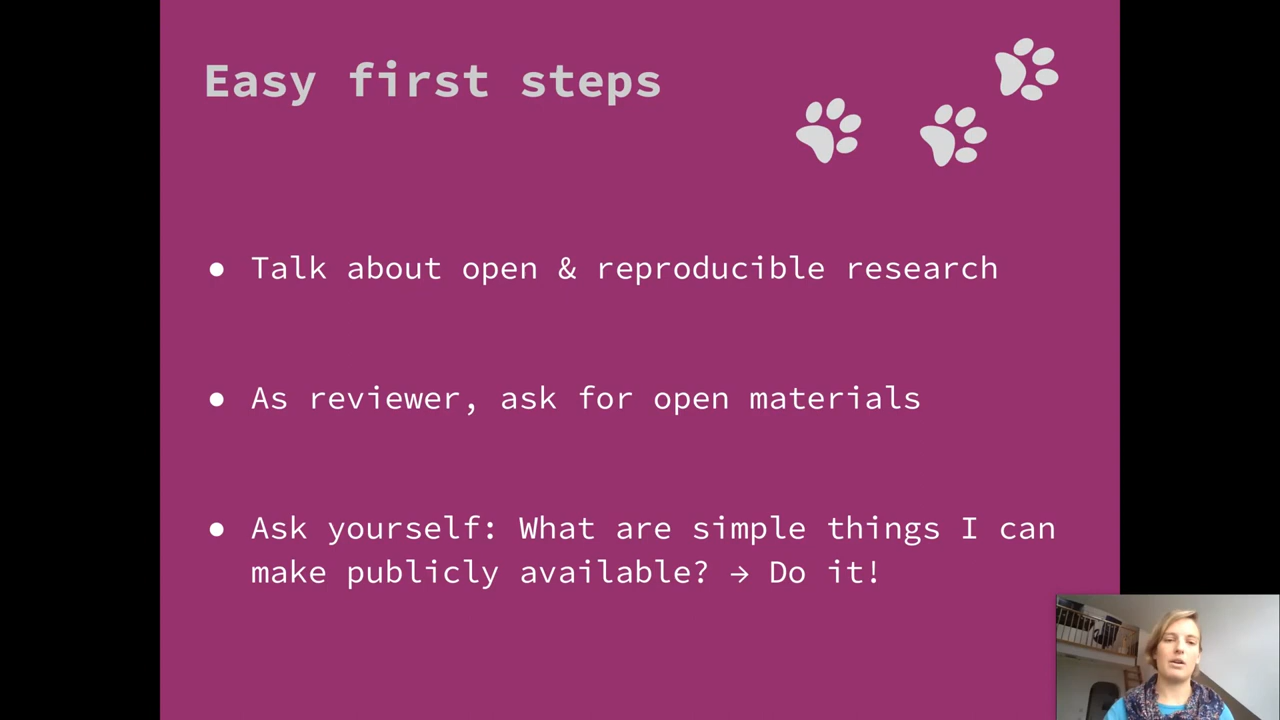 Easy first steps
● Talk about open & reproducible research
● As reviewer, ask for open materials
● Ask yourself: What are simple things I can
make publicly available? → Do it!